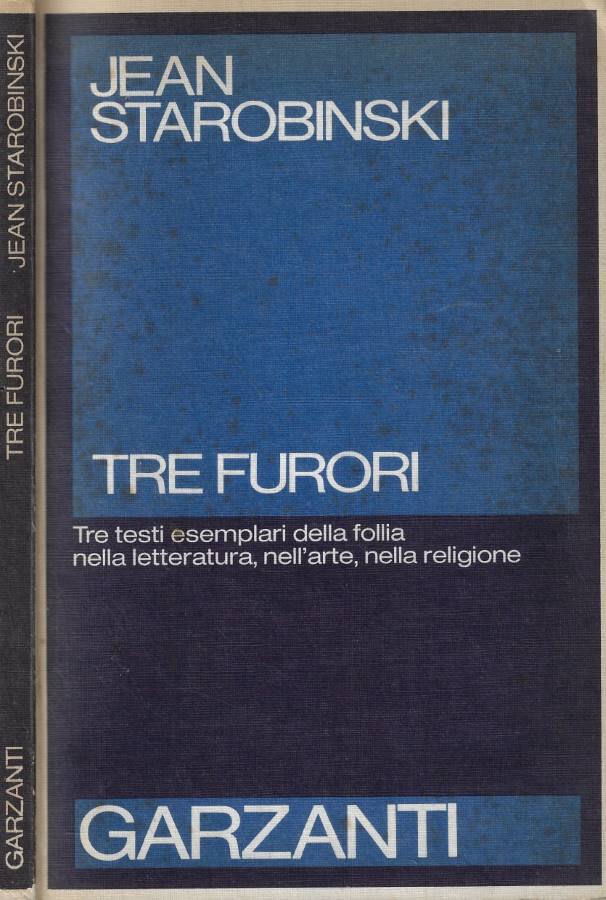 JEAN STAROBINSKI
TRE FURORI
GARZANTI
JEAN
STAROBINSKI
TRE FURORI
Tre testi esemplari della follia
nella letteratura, nell'arte, nella religione
GARZANTI